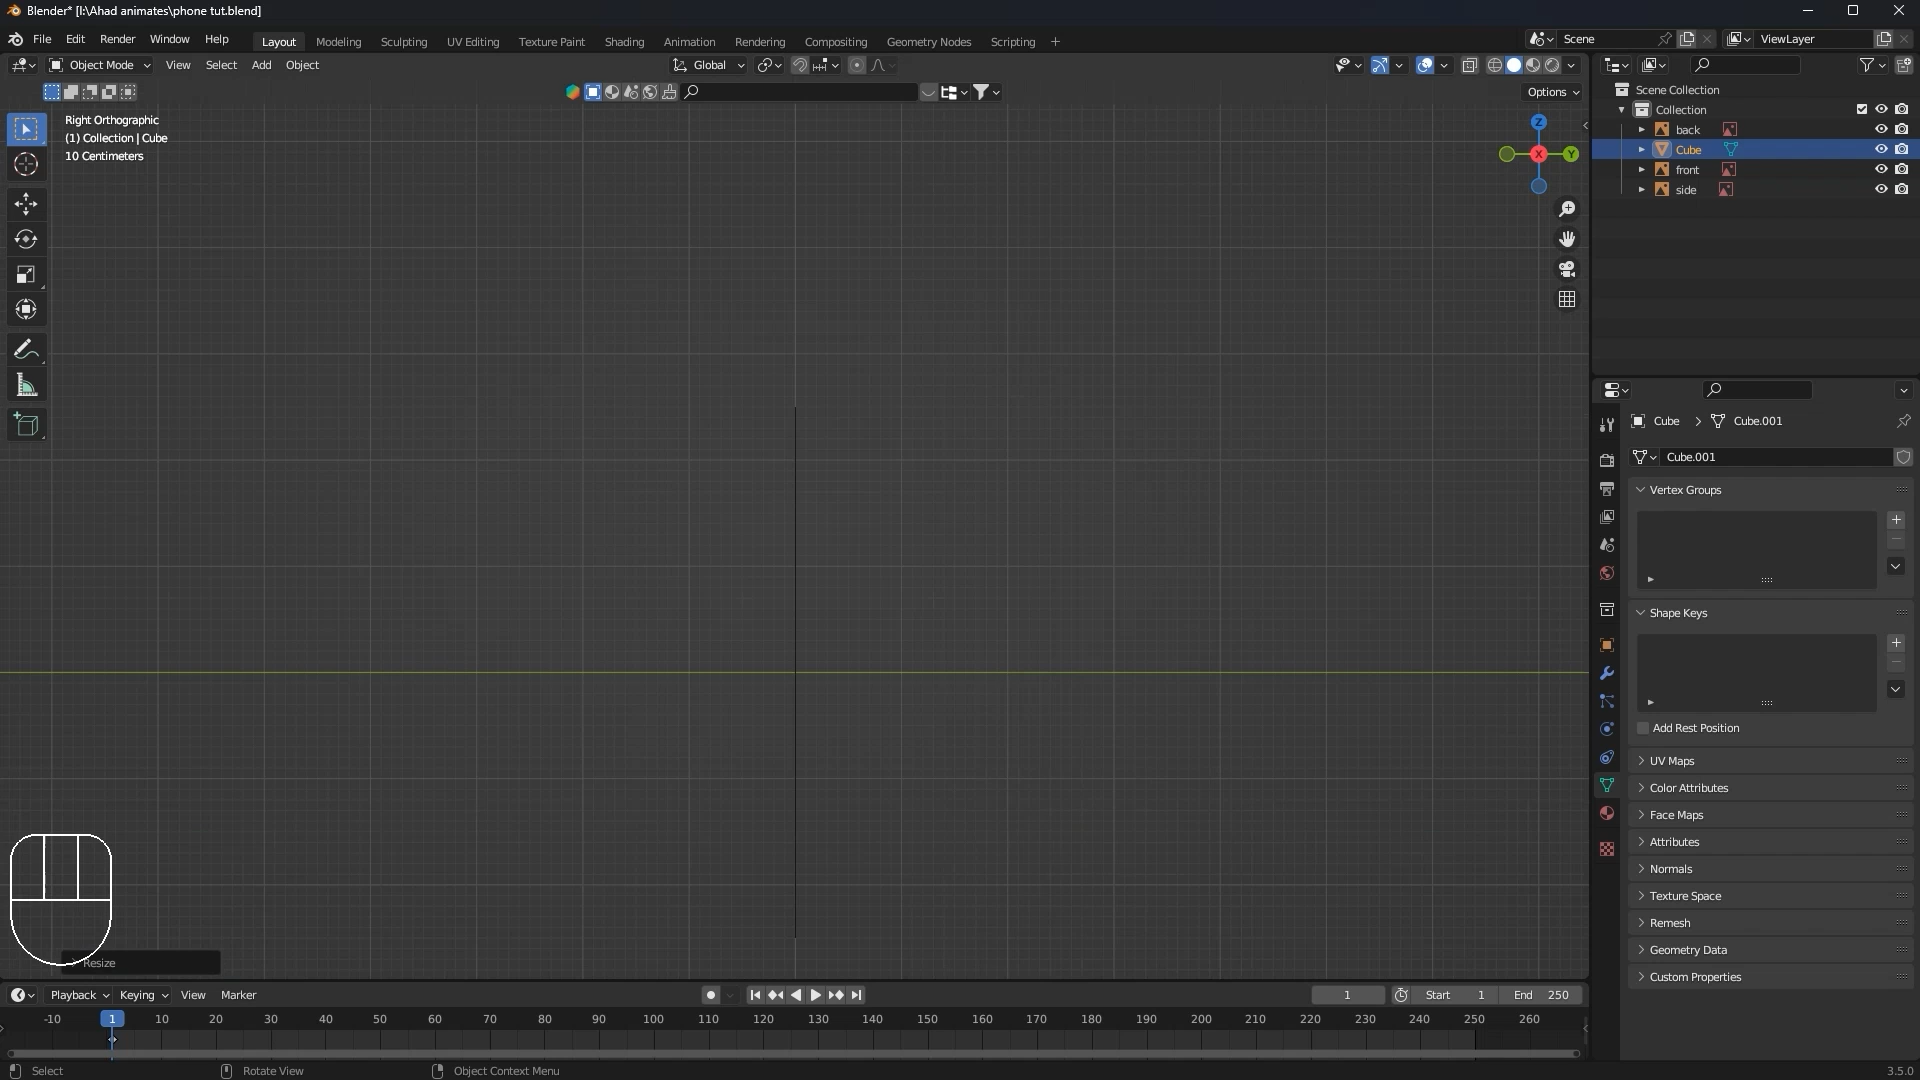 Blender* [I:\Ahad animates\phone tut.blend]
File Edit Render Window Help Layout Modeling Sculpting UV Editing Texture Paint Shading Animation Rendering Compositing Geometry Nodes Scripting + Scene ViewLayer
Object Mode View Select Add Object Global
Options
Right Orthographic
(1) Collection | Cube
10 Centimeters
Z
X
Y
Scene Collection
Collection
back
Cube
front
side
Cube > Cube.001
Cube.001
Vertex Groups
Shape Keys
Add Rest Position
UV Maps
Color Attributes
Face Maps
Attributes
Normals
Texture Space
Remesh
Geometry Data
Custom Properties
Resize
Playback Keying View Marker 1 Start 1 End 250
-10 1 10 20 30 40 50 60 70 80 90 100 110 120 130 140 150 160 170 180 190 200 210 220 230 240 250 260
Select Rotate View Object Context Menu 3.5.0